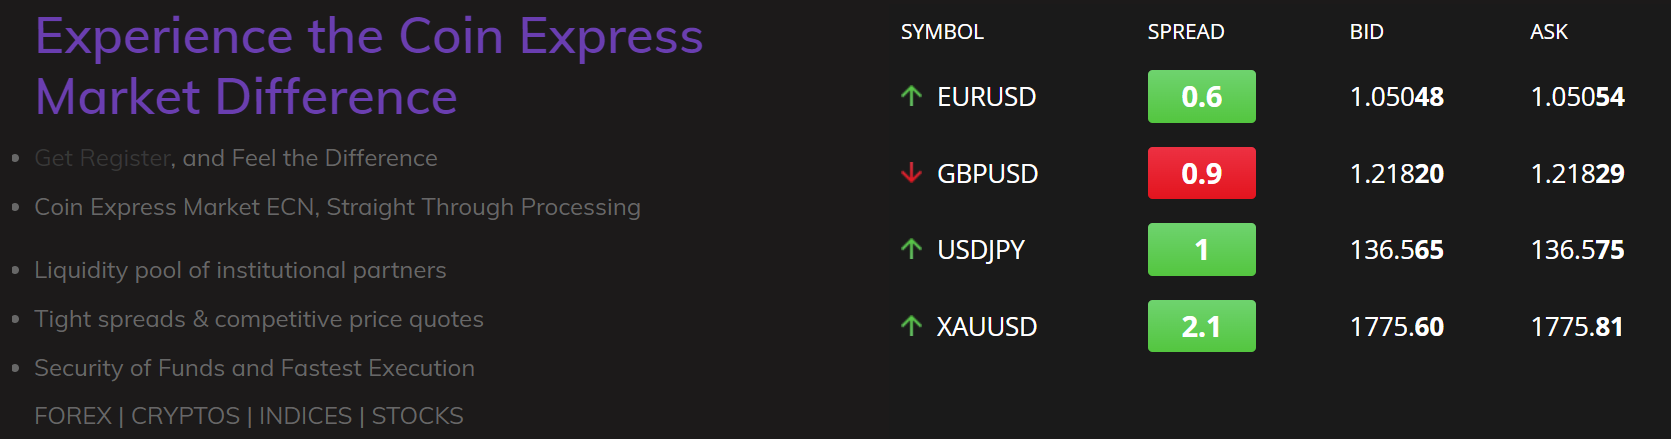 Experience the Coin Express
Market Difference
Get Register, and Feel the Difference
Coin Express Market ECN, Straight Through Processing
Liquidity pool of institutional partners
Tight spreads & competitive price quotes
Security of Funds and Fastest Execution
FOREX | CRYPTOS | INDICES | STOCKS
SYMBOL SPREAD BID ASK
EURUSD 0.6 1.05048 1.05054
GBPUSD 0.9 1.21820 1.21829
USDJPY 1 136.565 136.575
XAUUSD 2.1 1775.60 1775.81